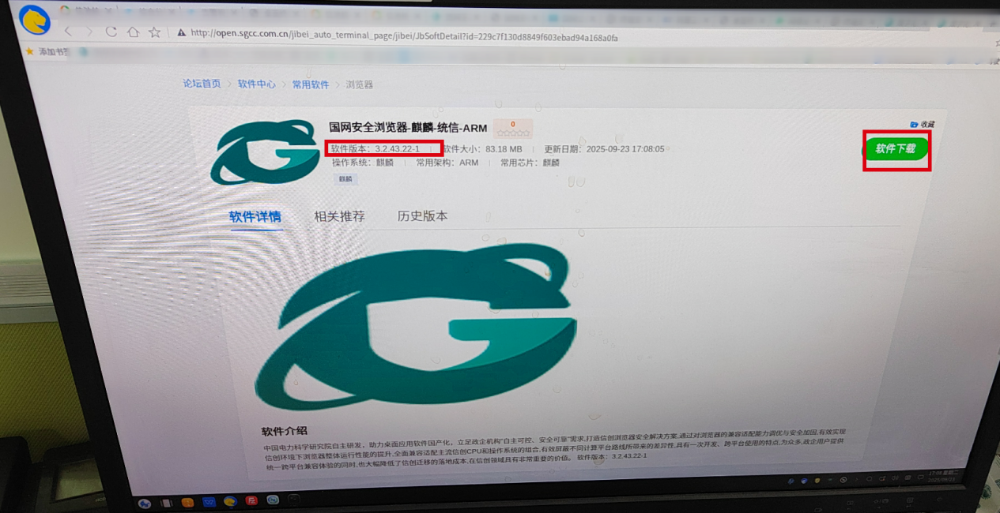 http://open.sgcc.com.cn/jibei_auto_terminal_page/jibei/JbSoftDetail?id=229c7f130d8849f603ebad94a168a0fa
添加书签
论坛首页 > 软件中心 > 常用软件 > 浏览器
国网安全浏览器-麒麟-统信-ARM
0
收藏
软件版本：3.2.43.22-1 | 软件大小：83.18 MB | 更新日期：2025-09-23 17:08:05
软件下载
操作系统：麒麟 | 常用架构：ARM | 常用芯片：麒麟
麒麟
软件详情 相关推荐 历史版本
软件介绍
中国电力科学研究院自主研发，助力桌面应用软件国产化，立足政企机构"自主可控、安全可靠"需求,打造信创浏览器安全解决方案,通过对浏览器的兼容适配能力调优与安全加固,有效实现
信创环境下浏览器整体运行性能的提升,全面兼容适配主流信创CPU和操作系统的组合,有效屏蔽不同计算平台路线所带来的差异性,具有一次开发、跨平台使用的特点,为众多,政企用户提供
统一跨平台兼容体验的同时,也大幅降低了信创迁移的落地成本,在信创领域具有非常重要的价值。 软件版本：3.2.43.22-1
17:08 星期二
2025/09/23